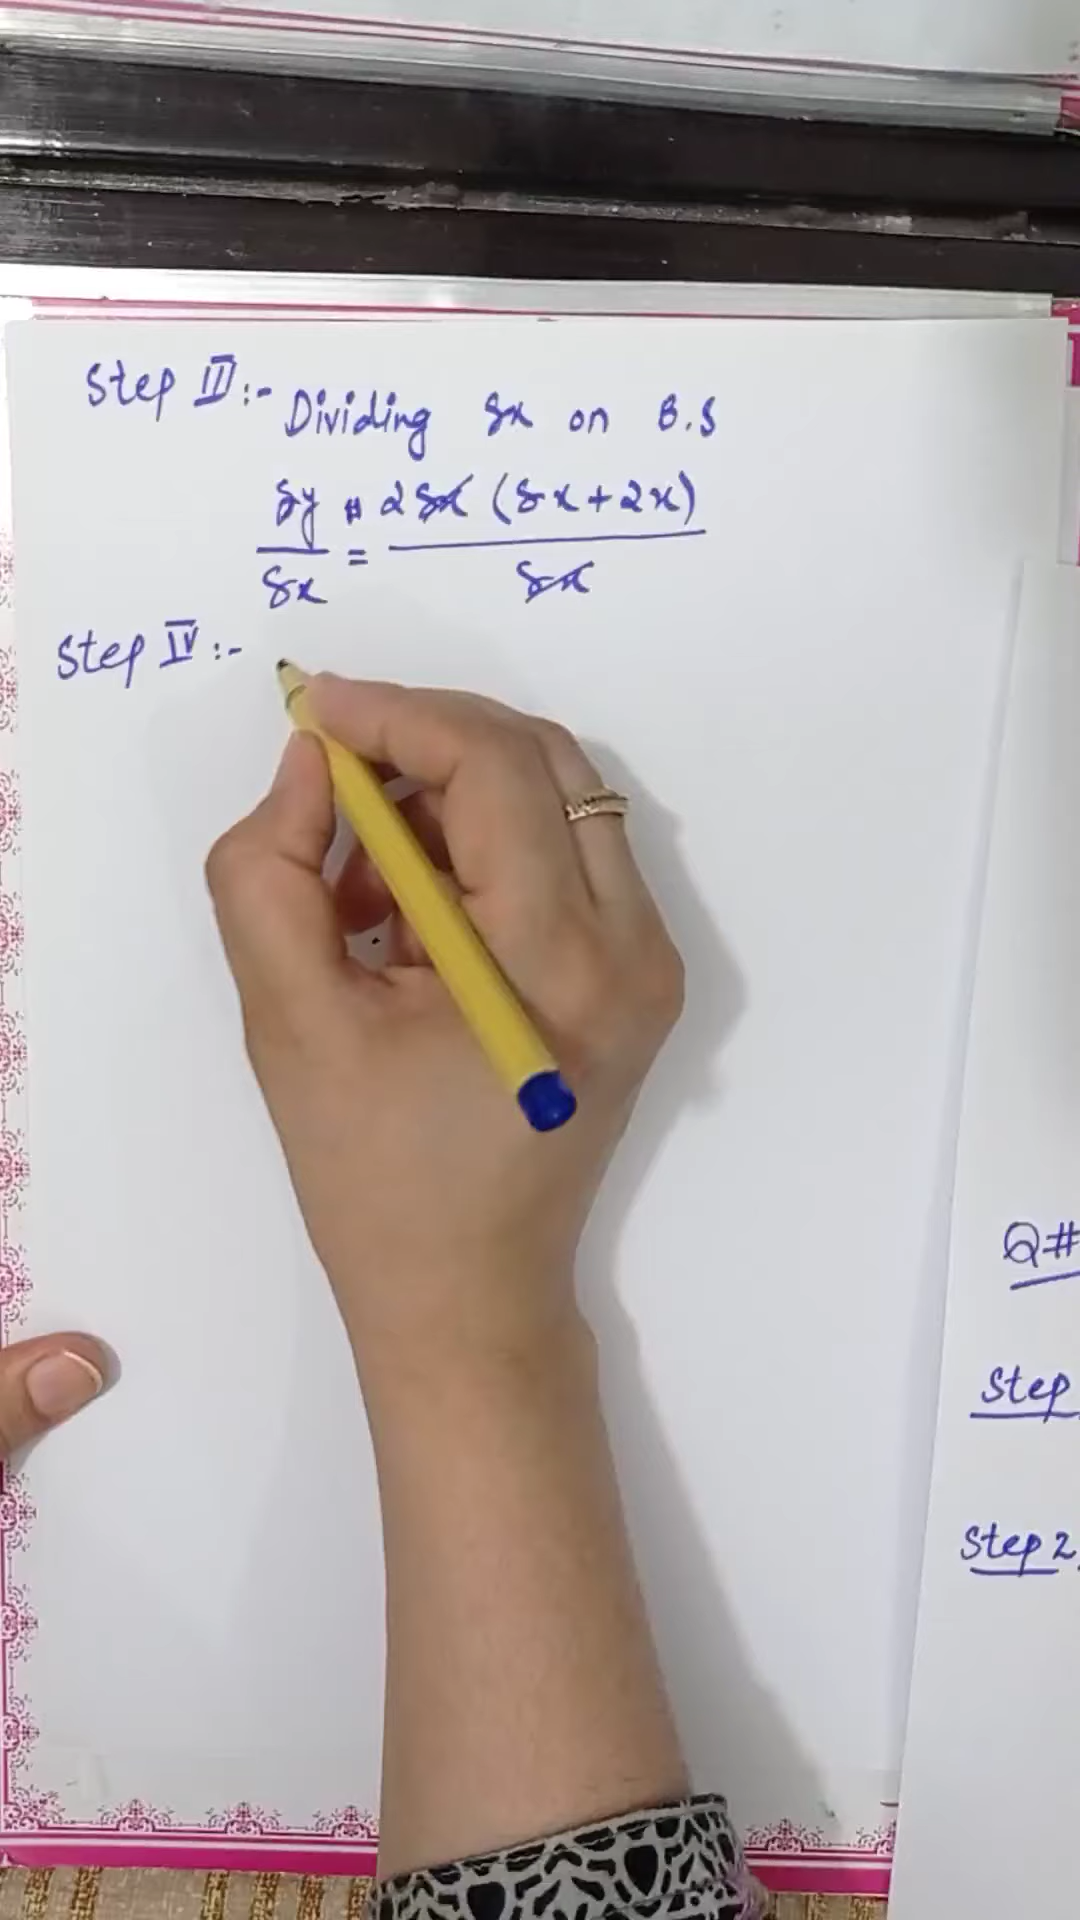 Step III:- Dividing δx on B.S
δy = 2δx (δx+2x)
δx = δx
Step IV:-
Q#
Step
Step 2